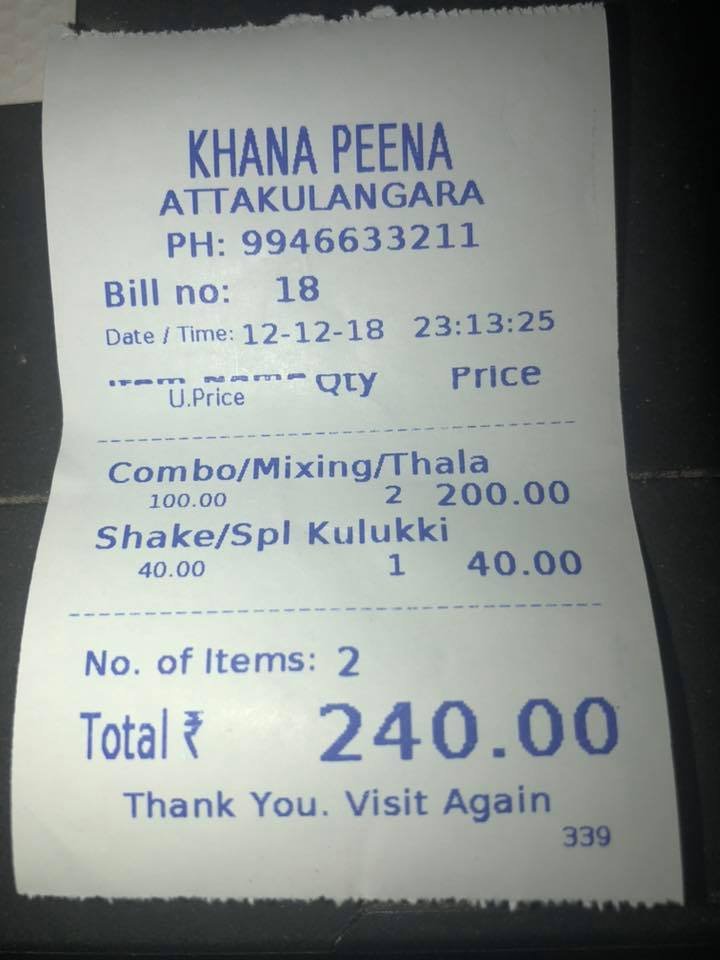 KHANA PEENA
ATTAKULANGARA
PH: 9946633211
Bill no: 18
Date / Time: 12-12-18 23:13:25
Item Name Qty Price
U.Price
Combo/Mixing/Thala
100.00 2 200.00
Shake/Spl Kulukki
40.00 1 40.00
No. of Items: 2
Total ₹ 240.00
Thank You. Visit Again
339